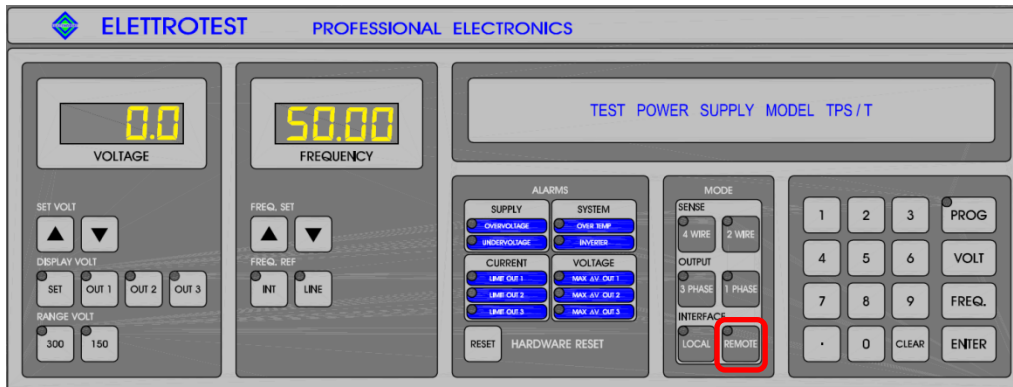 ELETTROTEST PROFESSIONAL ELECTRONICS
0.0
VOLTAGE
SET VOLT
DISPLAY VOLT
SET OUT 1 OUT 2 OUT 3
RANGE VOLT
300 150
50.00
FREQUENCY
FREQ. SET
FREQ. REF
INT LINE
TEST POWER SUPPLY MODEL TPS/T
ALARMS
SUPPLY SYSTEM
OVERVOLTAGE OVER TEMP
UNDERVOLTAGE INVERTER
CURRENT VOLTAGE
LIMIT OUT 1 MAX ΔV OUT 1
LIMIT OUT 2 MAX ΔV OUT 2
LIMIT OUT 3 MAX ΔV OUT 3
RESET HARDWARE RESET
MODE
SENSE
4 WIRE 2 WIRE
OUTPUT
3 PHASE 1 PHASE
INTERFACE
LOCAL REMOTE
1 2 3 PROG
4 5 6 VOLT
7 8 9 FREQ.
. 0 CLEAR ENTER